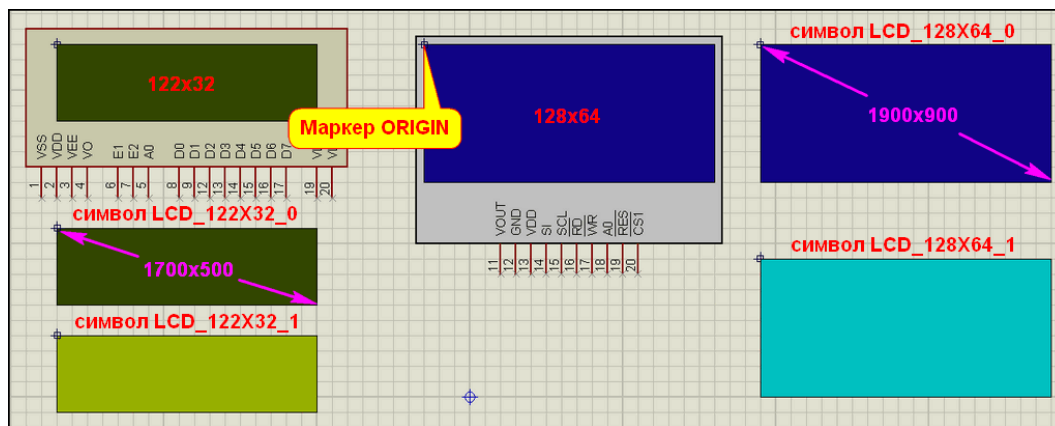 символ LCD_128X64_0
122x32
128x64
1900x900
Маркер ORIGIN
VSS VDD VEE VO E1 E2 A0 D0 D1 D2 D3 D4 D5 D6 D7
1 2 3 4 6 7 5 8 9 12 13 14 15 16 17 19 20
символ LCD_122X32_0
VOUT GND VDD SI SCL RD WR A0 RES CS1
11 12 13 14 15 16 17 18 19 20
символ LCD_128X64_1
1700x500
символ LCD_122X32_1